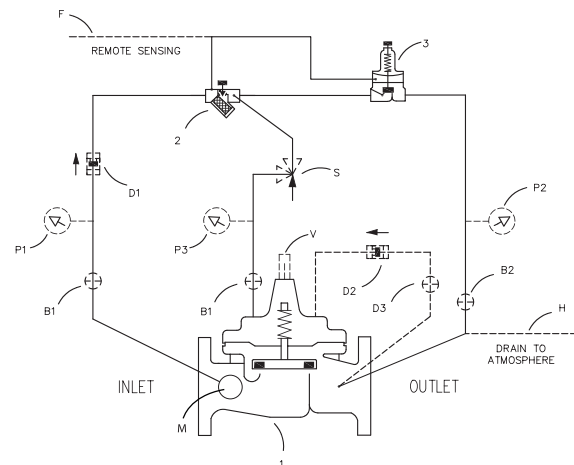 F
REMOTE SENSING
3
2
D1
S
P1
P3
V
P2
D2
D3
B1
B1
B2
H
DRAIN TO
ATMOSPHERE
INLET
OUTLET
M
1